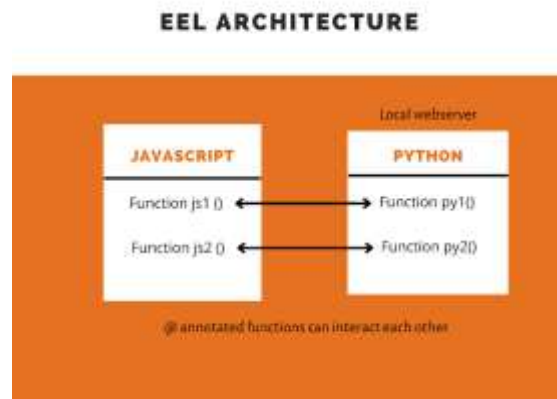 EEL ARCHITECTURE
Local webserver
JAVASCRIPT
PYTHON
Function js1 ()
Function py1()
Function js2 ()
Function py2()
@ annotated functions can interact each other